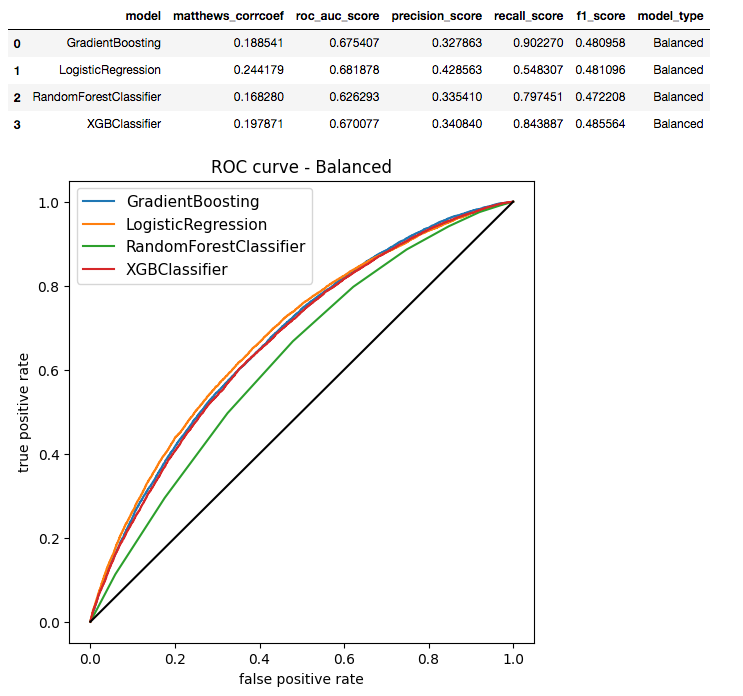 model matthews_corrcoef roc_auc_score precision_score recall_score f1_score model_type
0 GradientBoosting 0.188541 0.675407 0.327863 0.902270 0.480958 Balanced
1 LogisticRegression 0.244179 0.681878 0.428563 0.548307 0.481096 Balanced
2 RandomForestClassifier 0.168280 0.626293 0.335410 0.797451 0.472208 Balanced
3 XGBClassifier 0.197871 0.670077 0.340840 0.843887 0.485564 Balanced
ROC curve - Balanced
GradientBoosting
LogisticRegression
RandomForestClassifier
XGBClassifier
1.0
0.8
0.6
0.4
0.2
0.0
true positive rate
0.0 0.2 0.4 0.6 0.8 1.0
false positive rate